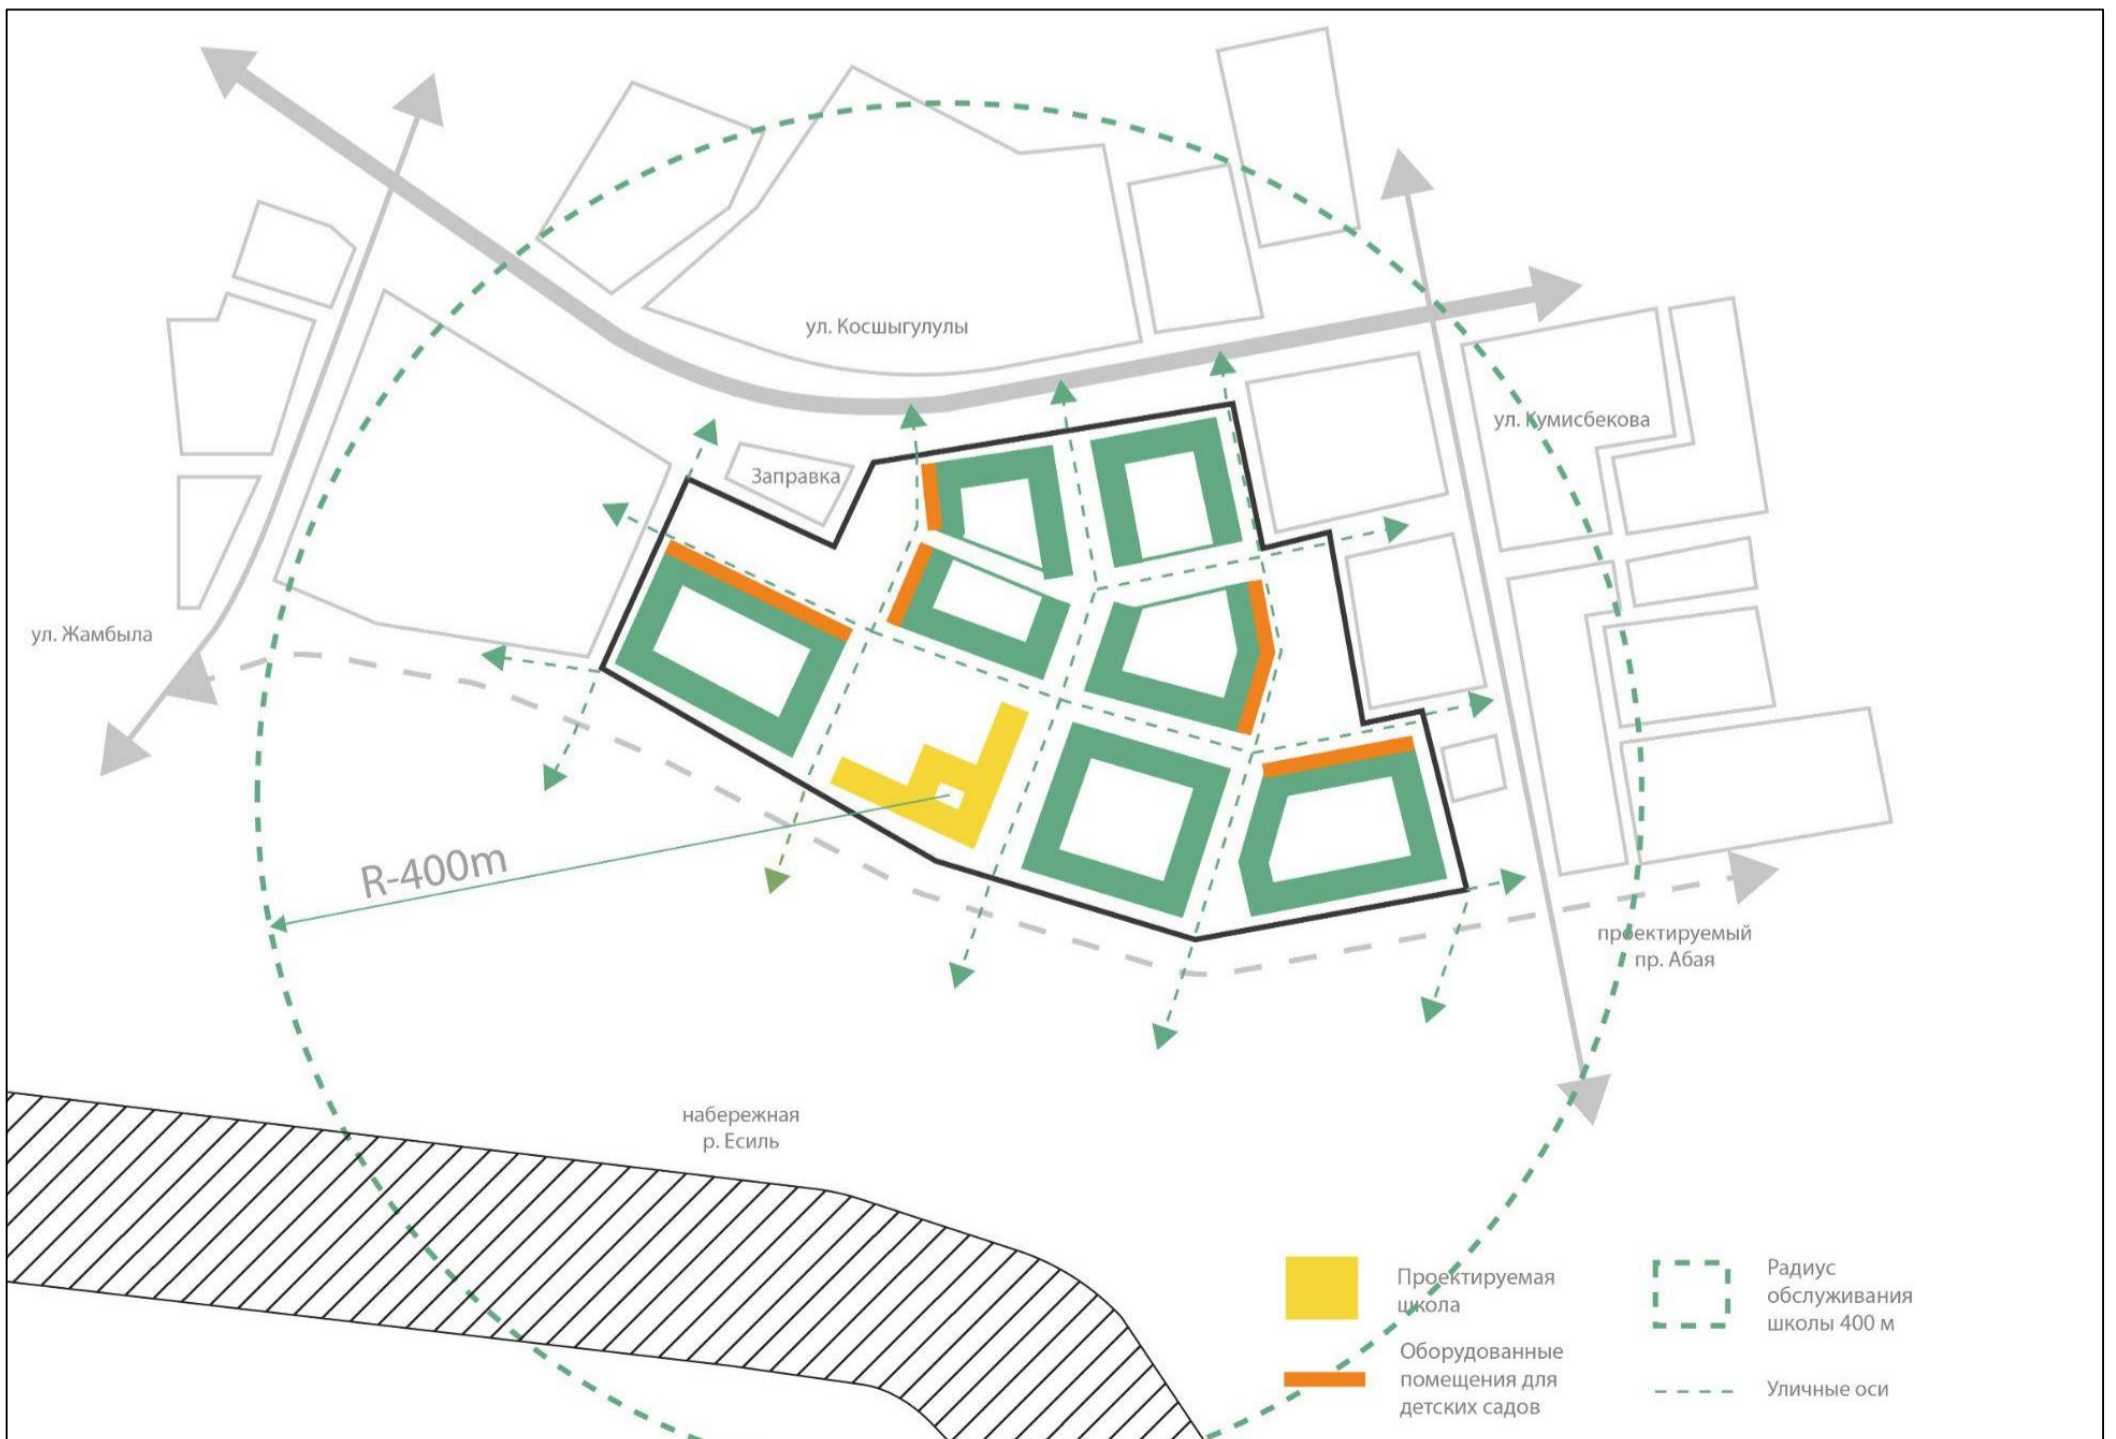 ул. Косшыгулулы
ул. Кумисбекова
Заправка
ул. Жамбыла
R-400m
проектируемый
пр. Абая
набережная
р. Есиль
Проектируемая
школа
Оборудованные
помещения для
детских садов
Радиус
обслуживания
школы 400 м
Уличные оси